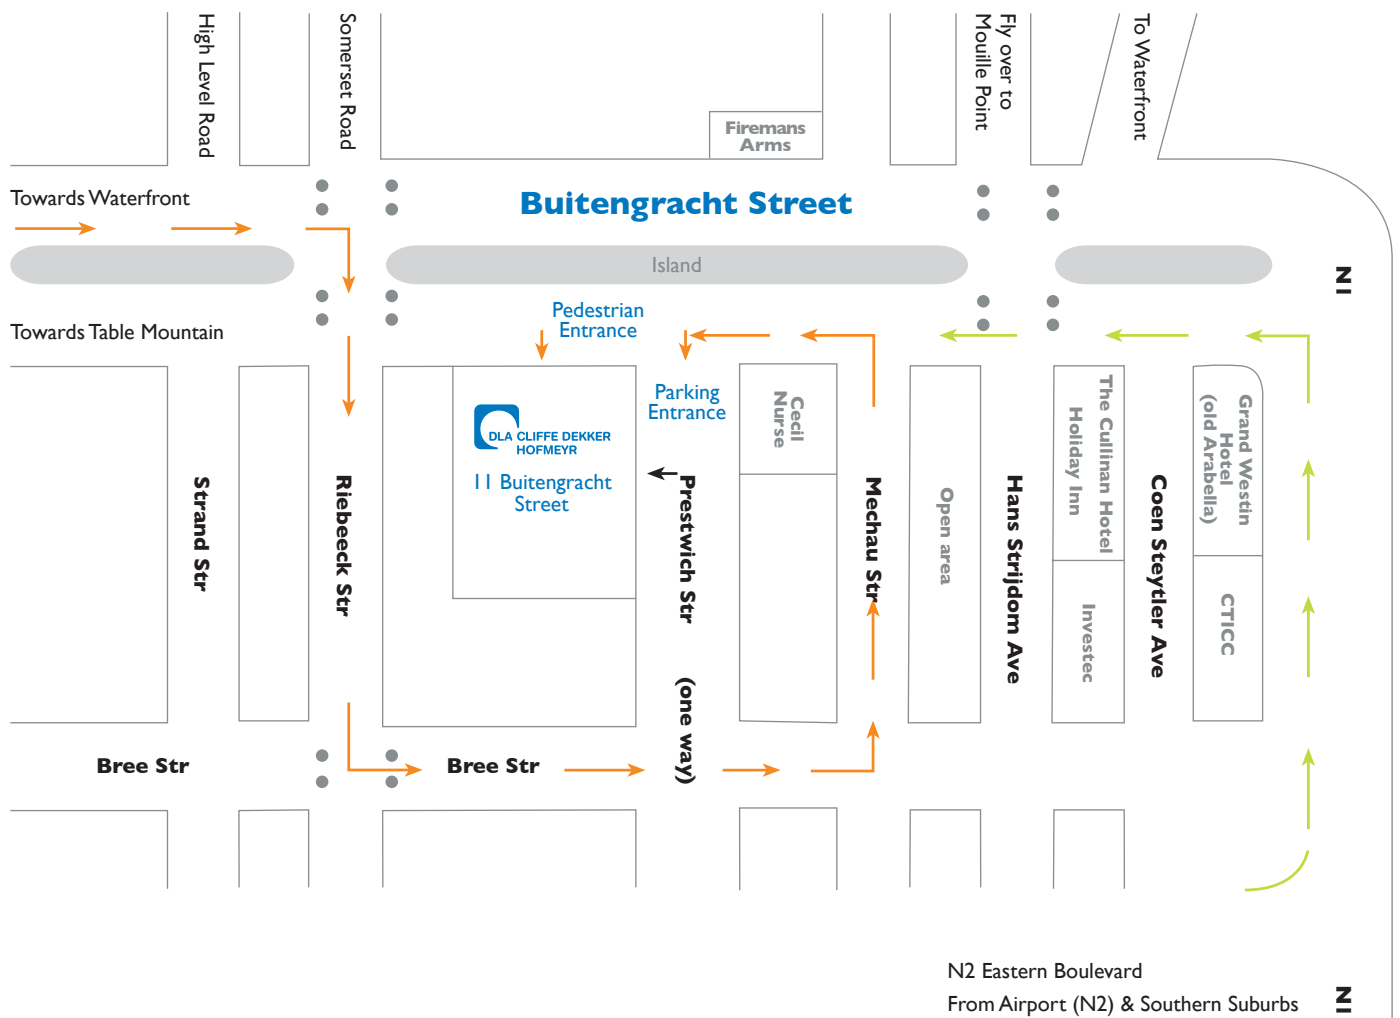 High Level Road
Somerset Road
Fly over to
Mouille Point
To Waterfront
Firemans
Arms
Towards Waterfront
Buitengracht Street
Island
N1
Towards Table Mountain
Pedestrian
Entrance
Parking
Entrance
DLA CLIFFE DEKKER
HOFMEYR
11 Buitengracht
Street
Cecil
Nurse
The Cullinan Hotel
Holiday Inn
Grand Westin
Hotel
(old Arabella)
Strand Str
Riebeeck Str
Prestwich Str
(one way)
Mechau Str
Open area
Hans Strijdom Ave
Investec
Coen Steytler Ave
CTICC
Bree Str
Bree Str
N2 Eastern Boulevard
From Airport (N2) & Southern Suburbs
N1